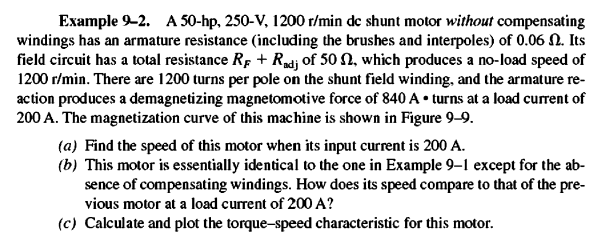 Example 9–2. A 50-hp, 250-V, 1200 r/min dc shunt motor without compensating
windings has an armature resistance (including the brushes and interpoles) of 0.06 Ω. Its
field circuit has a total resistance R_F + R_adj of 50 Ω, which produces a no-load speed of
1200 r/min. There are 1200 turns per pole on the shunt field winding, and the armature re-
action produces a demagnetizing magnetomotive force of 840 A • turns at a load current of
200 A. The magnetization curve of this machine is shown in Figure 9–9.
(a) Find the speed of this motor when its input current is 200 A.
(b) This motor is essentially identical to the one in Example 9–1 except for the ab-
sence of compensating windings. How does its speed compare to that of the pre-
vious motor at a load current of 200 A?
(c) Calculate and plot the torque–speed characteristic for this motor.